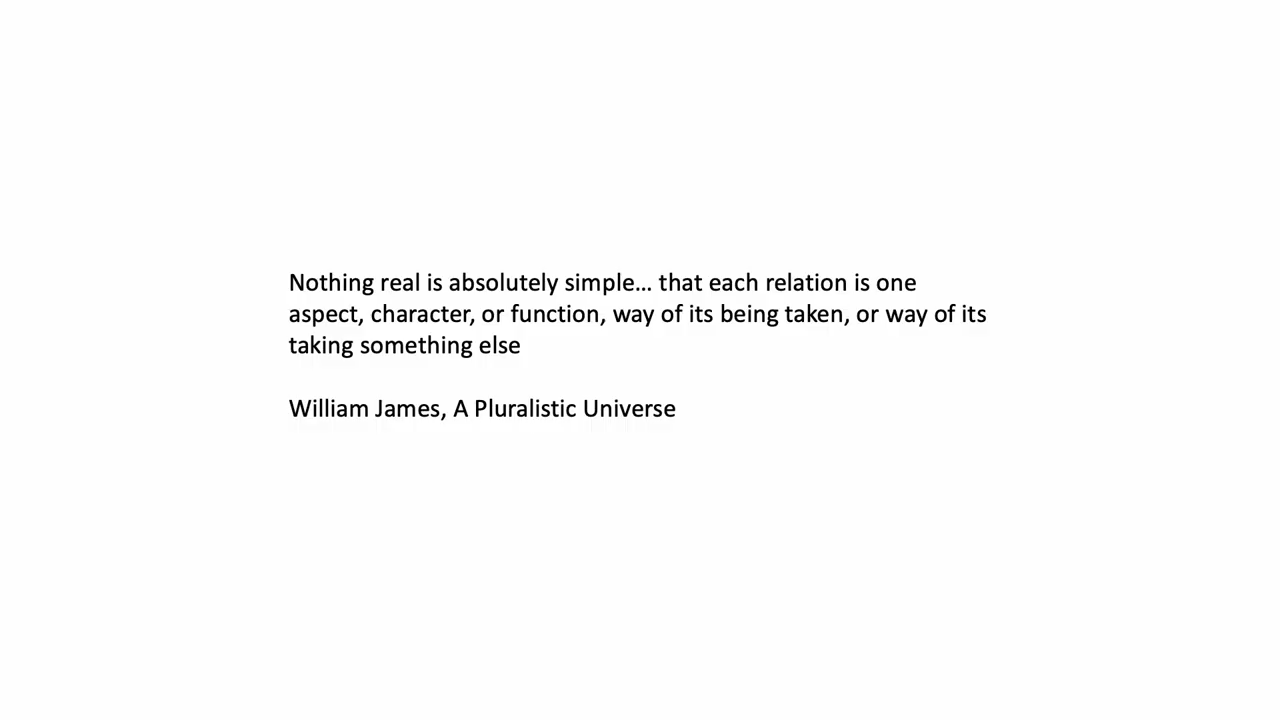 Nothing real is absolutely simple… that each relation is one
aspect, character, or function, way of its being taken, or way of its
taking something else
William James, A Pluralistic Universe